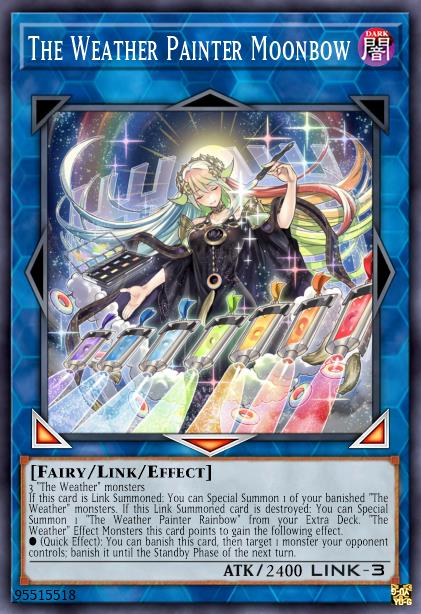 THE WEATHER PAINTER MOONBOW
DARK
闇
[FAIRY/LINK/EFFECT]
3 "The Weather" monsters
If this card is Link Summoned: You can Special Summon 1 of your banished "The
Weather" monsters. If this Link Summoned card is destroyed: You can Special
Summon 1 "The Weather Painter Rainbow" from your Extra Deck. "The
Weather" Effect Monsters this card points to gain the following effect.
● (Quick Effect): You can banish this card, then target 1 monster your opponent
controls; banish it until the Standby Phase of the next turn.
ATK/2400 LINK-3
95515518